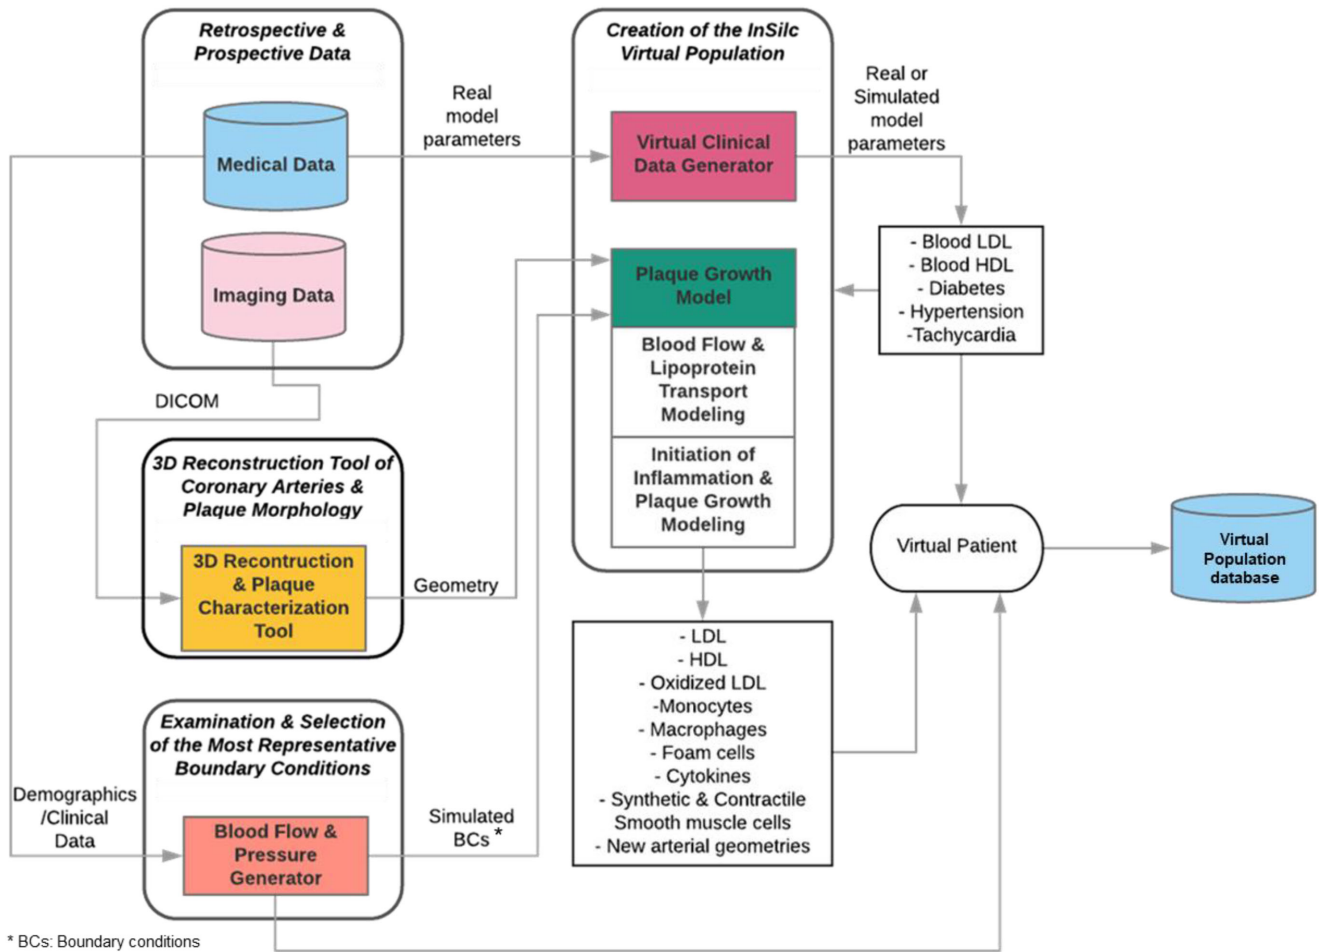 Retrospective &
Prospective Data
Medical Data
Imaging Data
Real
model
parameters
Creation of the InSilc
Virtual Population
Virtual Clinical
Data Generator
Real or
Simulated
model
parameters
- Blood LDL
- Blood HDL
- Diabetes
- Hypertension
-Tachycardia
Plaque Growth
Model
Blood Flow &
Lipoprotein
Transport
Modeling
Initiation of
Inflammation &
Plaque Growth
Modeling
DICOM
3D Reconstruction Tool of
Coronary Arteries &
Plaque Morphology
3D Recontruction
& Plaque
Characterization
Tool
Geometry
Virtual Patient
Virtual
Population
database
- LDL
- HDL
- Oxidized LDL
-Monocytes
- Macrophages
- Foam cells
- Cytokines
- Synthetic & Contractile
Smooth muscle cells
- New arterial geometries
Examination & Selection
of the Most Representative
Boundary Conditions
Demographics
/Clinical
Data
Blood Flow &
Pressure
Generator
Simulated
BCs *
* BCs: Boundary conditions